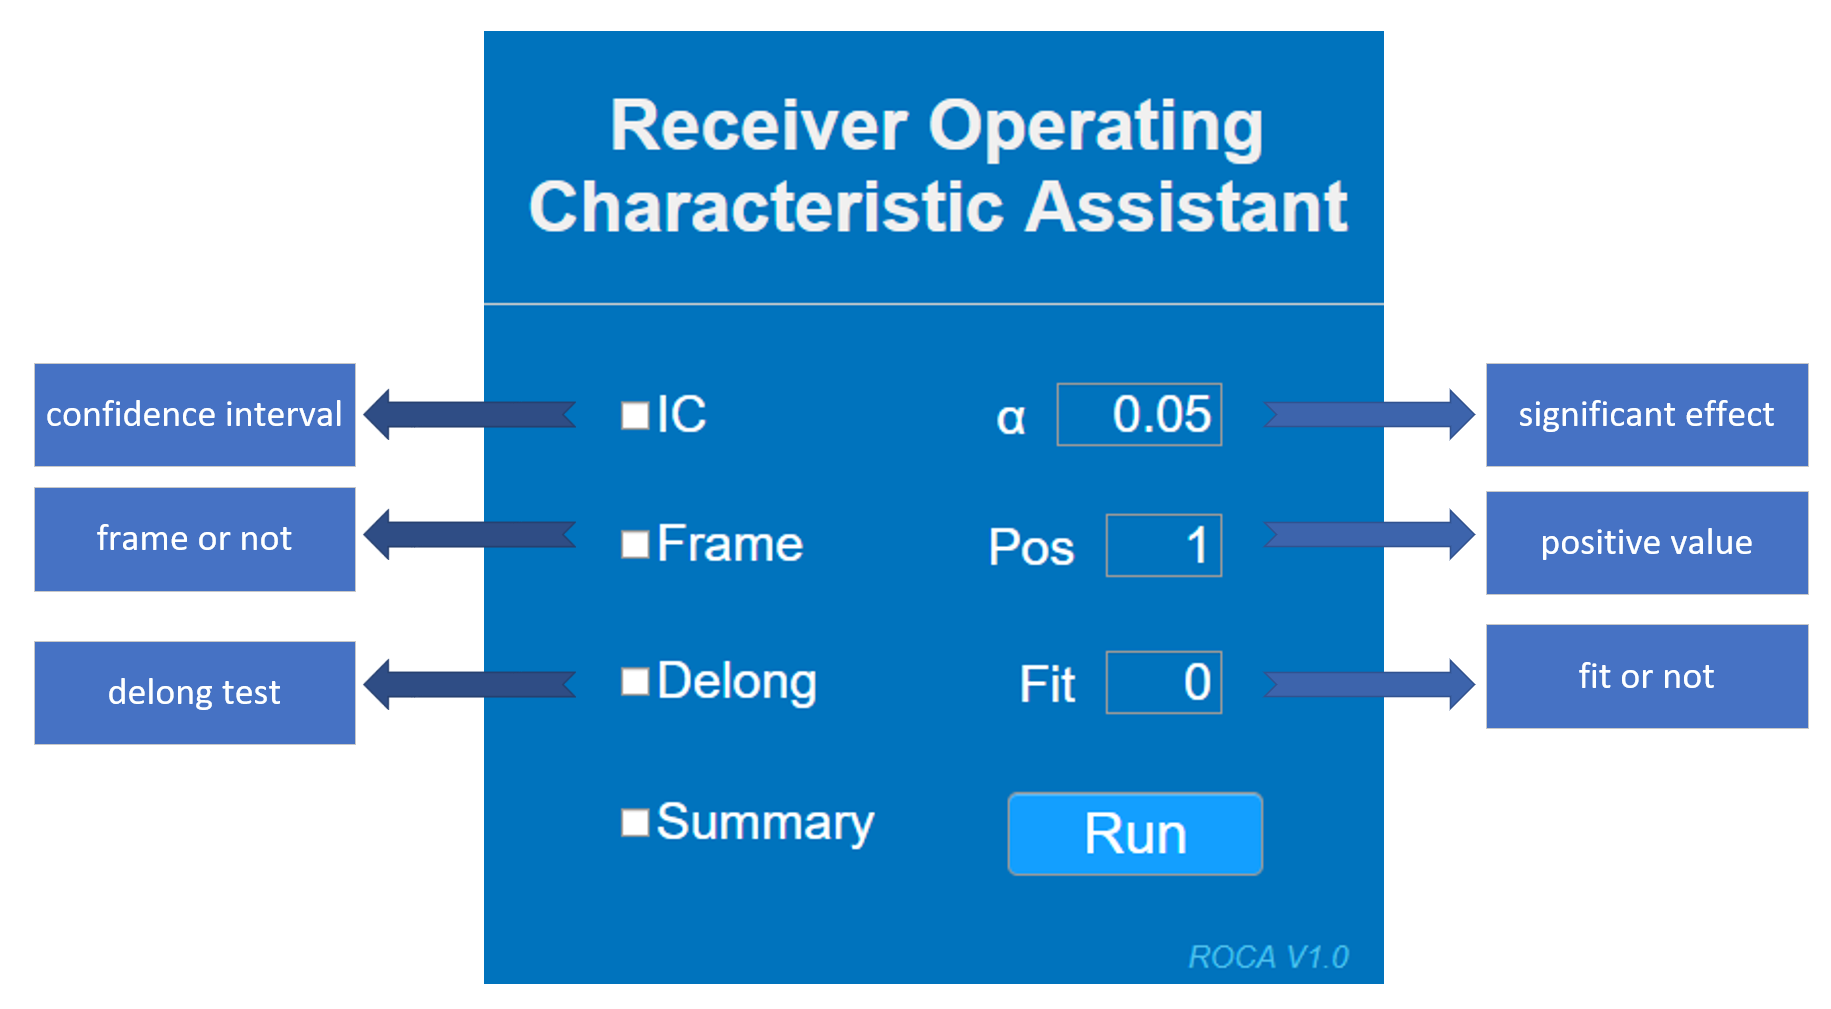 Receiver Operating
Characteristic Assistant
confidence interval
IC
α
0.05
significant effect
frame or not
Frame
Pos
1
positive value
delong test
Delong
Fit
0
fit or not
Summary
Run
ROCA V1.0